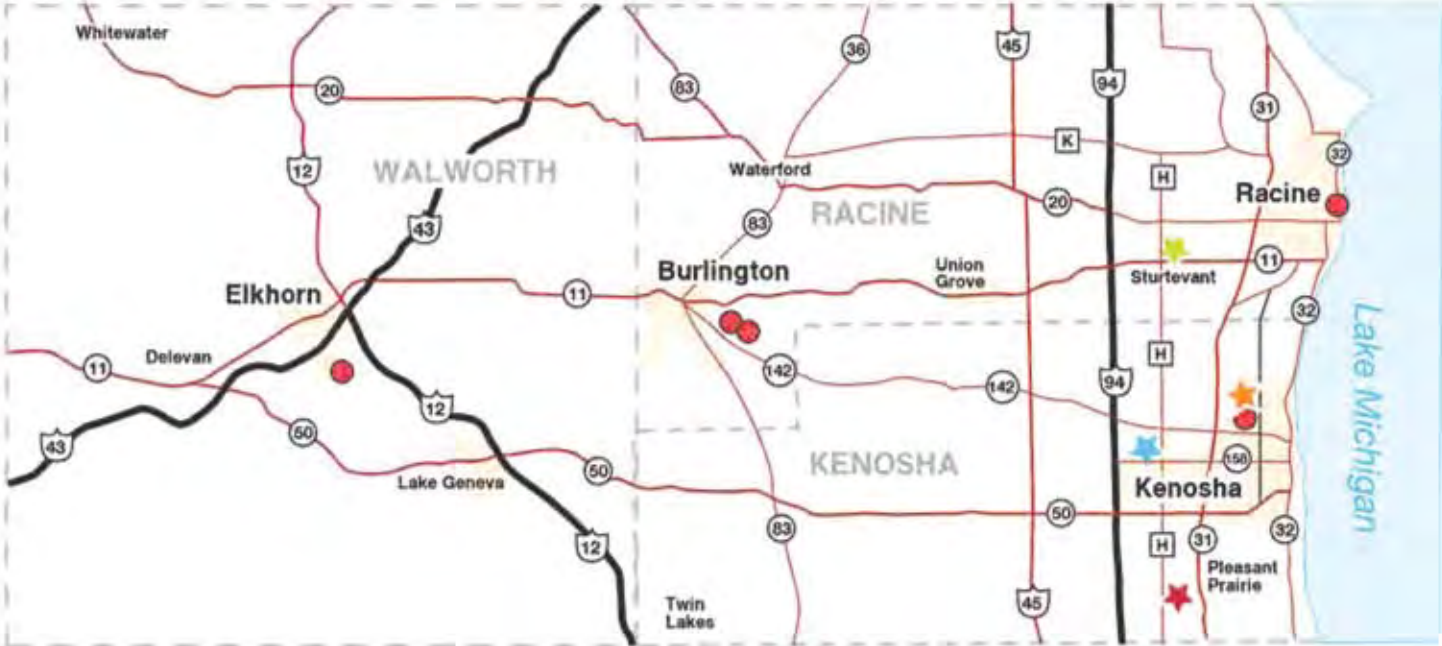 Whitewater
36
45
83
94
20
31
K
32
12
WALWORTH
Waterford
H
Racine
20
RACINE
83
43
Burlington
Union
Grove
11
Sturtevant
Elkhorn
11
32
Lake Michigan
Delevan
11
142
H
94
142
12
50
43
KENOSHA
158
50
Lake Geneva
Kenosha
50
83
32
12
H
31
Pleasant
Prairie
Twin
Lakes
45